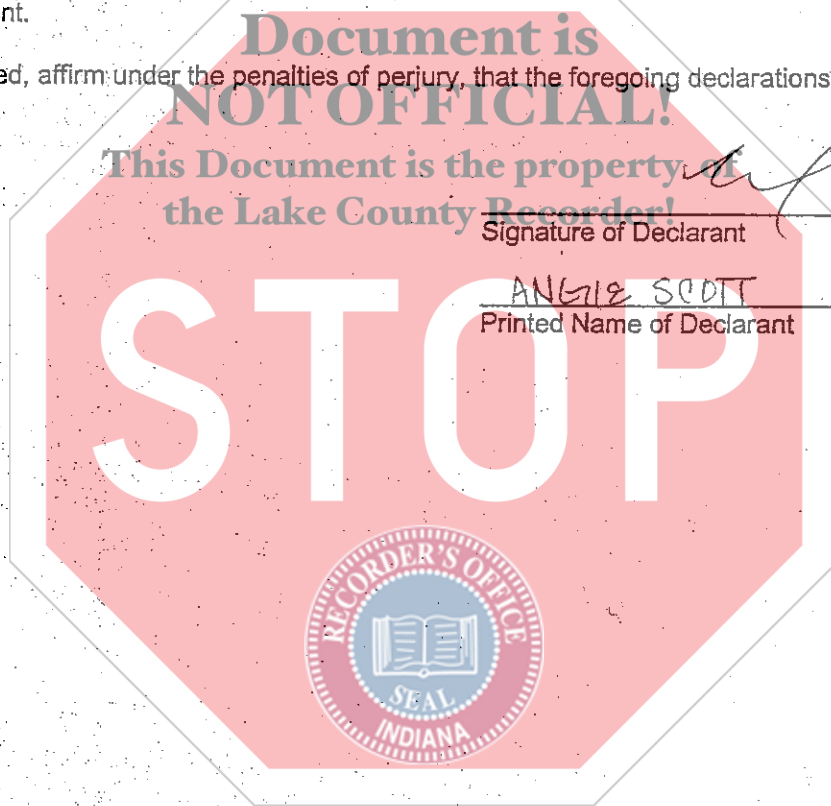 nt.
Document is
ed, affirm under the penalties of perjury, that the foregoing declarations
NOT OFFICIAL!
This Document is the property of
the Lake County Recorder!
Signature of Declarant
ANGIE SCOTT
Printed Name of Declarant
STOP
RECORDER'S OFFICE
SEAL
INDIANA